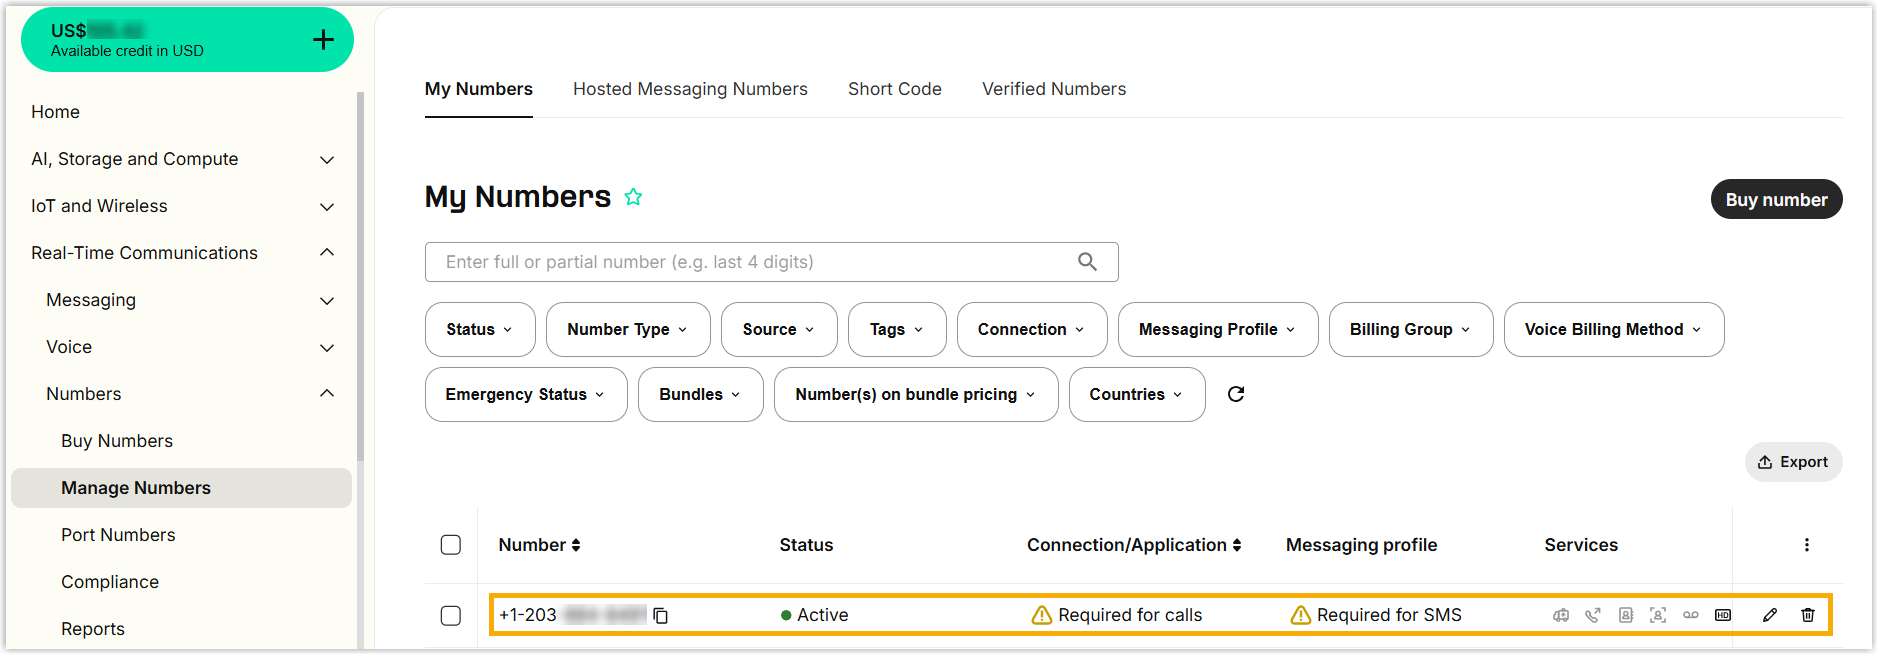 US$
Available credit in USD
Home
AI, Storage and Compute
IoT and Wireless
Real-Time Communications
Messaging
Voice
Numbers
Buy Numbers
Manage Numbers
Port Numbers
Compliance
Reports
My Numbers Hosted Messaging Numbers Short Code Verified Numbers
My Numbers
Buy number
Enter full or partial number (e.g. last 4 digits)
Status Number Type Source Tags Connection Messaging Profile Billing Group Voice Billing Method
Emergency Status Bundles Number(s) on bundle pricing Countries
Export
Number Status Connection/Application Messaging profile Services
+1-203 Active Required for calls Required for SMS HD